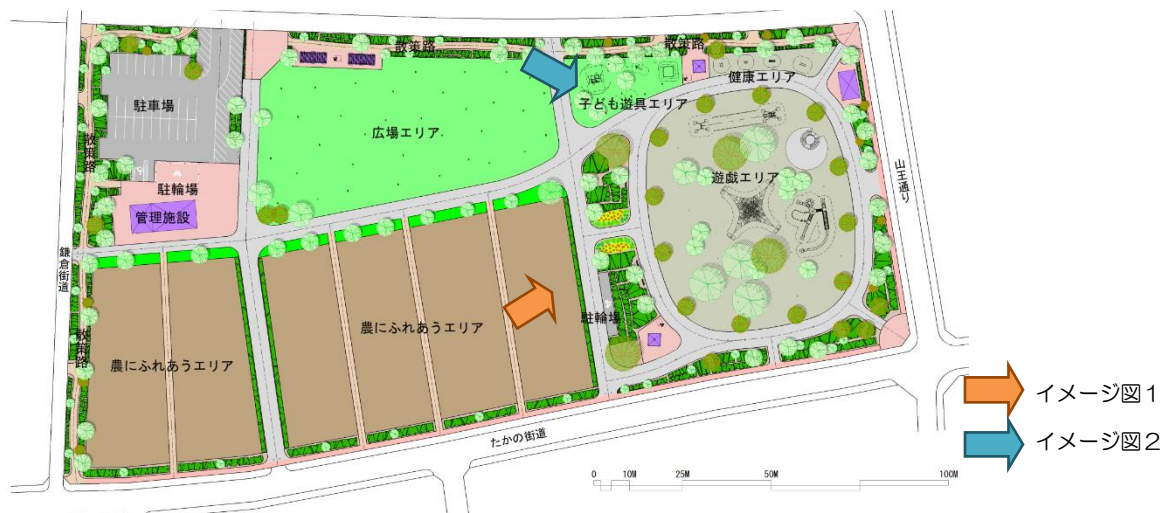 散策路
散策路
健康エリア
駐車場
子ども遊具エリア
広場エリア
散策路
山王通り
遊戯エリア
駐輪場
管理施設
鎌倉街道
駐輪場
農にふれあうエリア
散策路
農にふれあうエリア
イメージ図1
たかの街道
イメージ図2
0 10M 25M 50M 100M